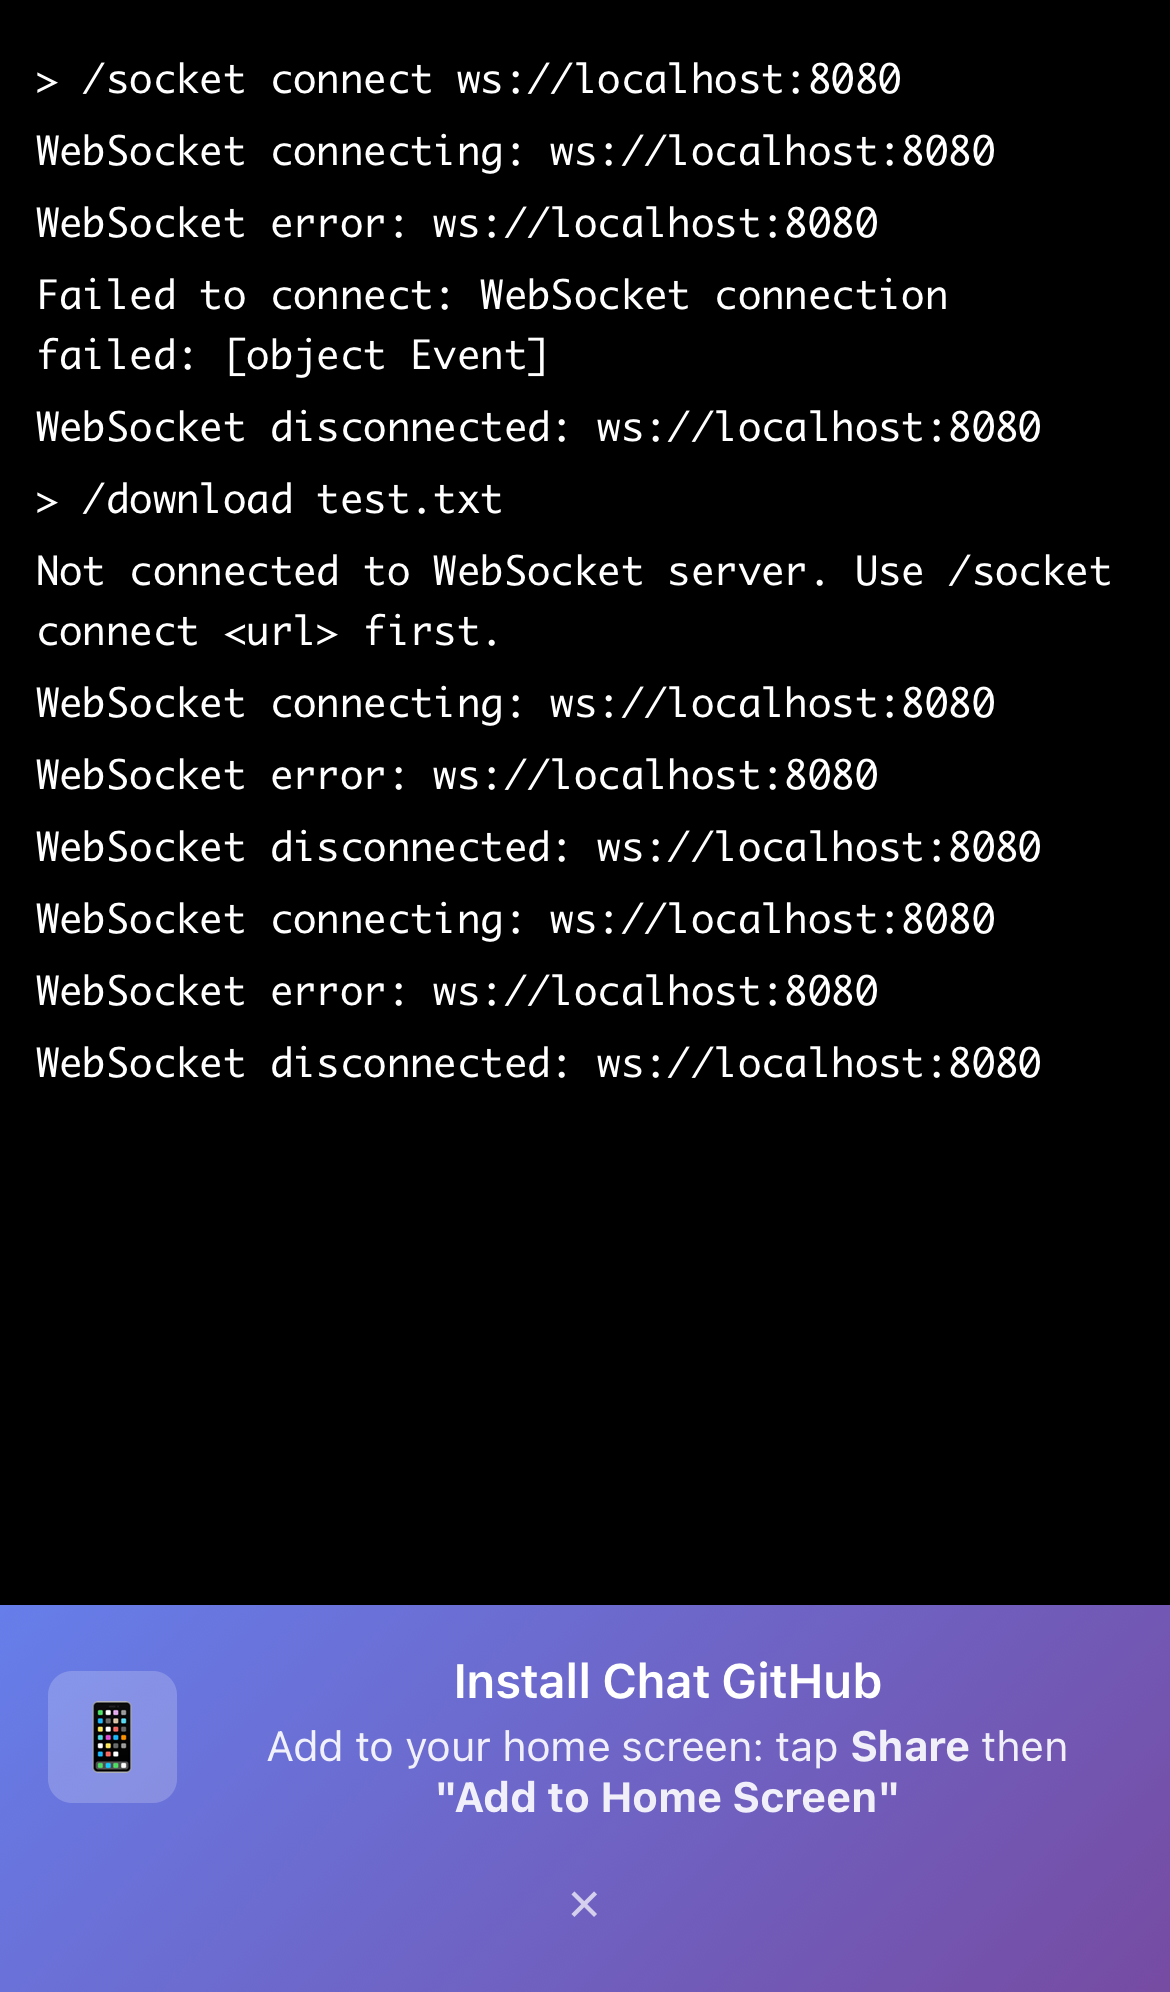 > /socket connect ws://localhost:8080
WebSocket connecting: ws://localhost:8080
WebSocket error: ws://localhost:8080
Failed to connect: WebSocket connection
failed: [object Event]
WebSocket disconnected: ws://localhost:8080
> /download test.txt
Not connected to WebSocket server. Use /socket
connect <url> first.
WebSocket connecting: ws://localhost:8080
WebSocket error: ws://localhost:8080
WebSocket disconnected: ws://localhost:8080
WebSocket connecting: ws://localhost:8080
WebSocket error: ws://localhost:8080
WebSocket disconnected: ws://localhost:8080
Install Chat GitHub
Add to your home screen: tap Share then
"Add to Home Screen"
×